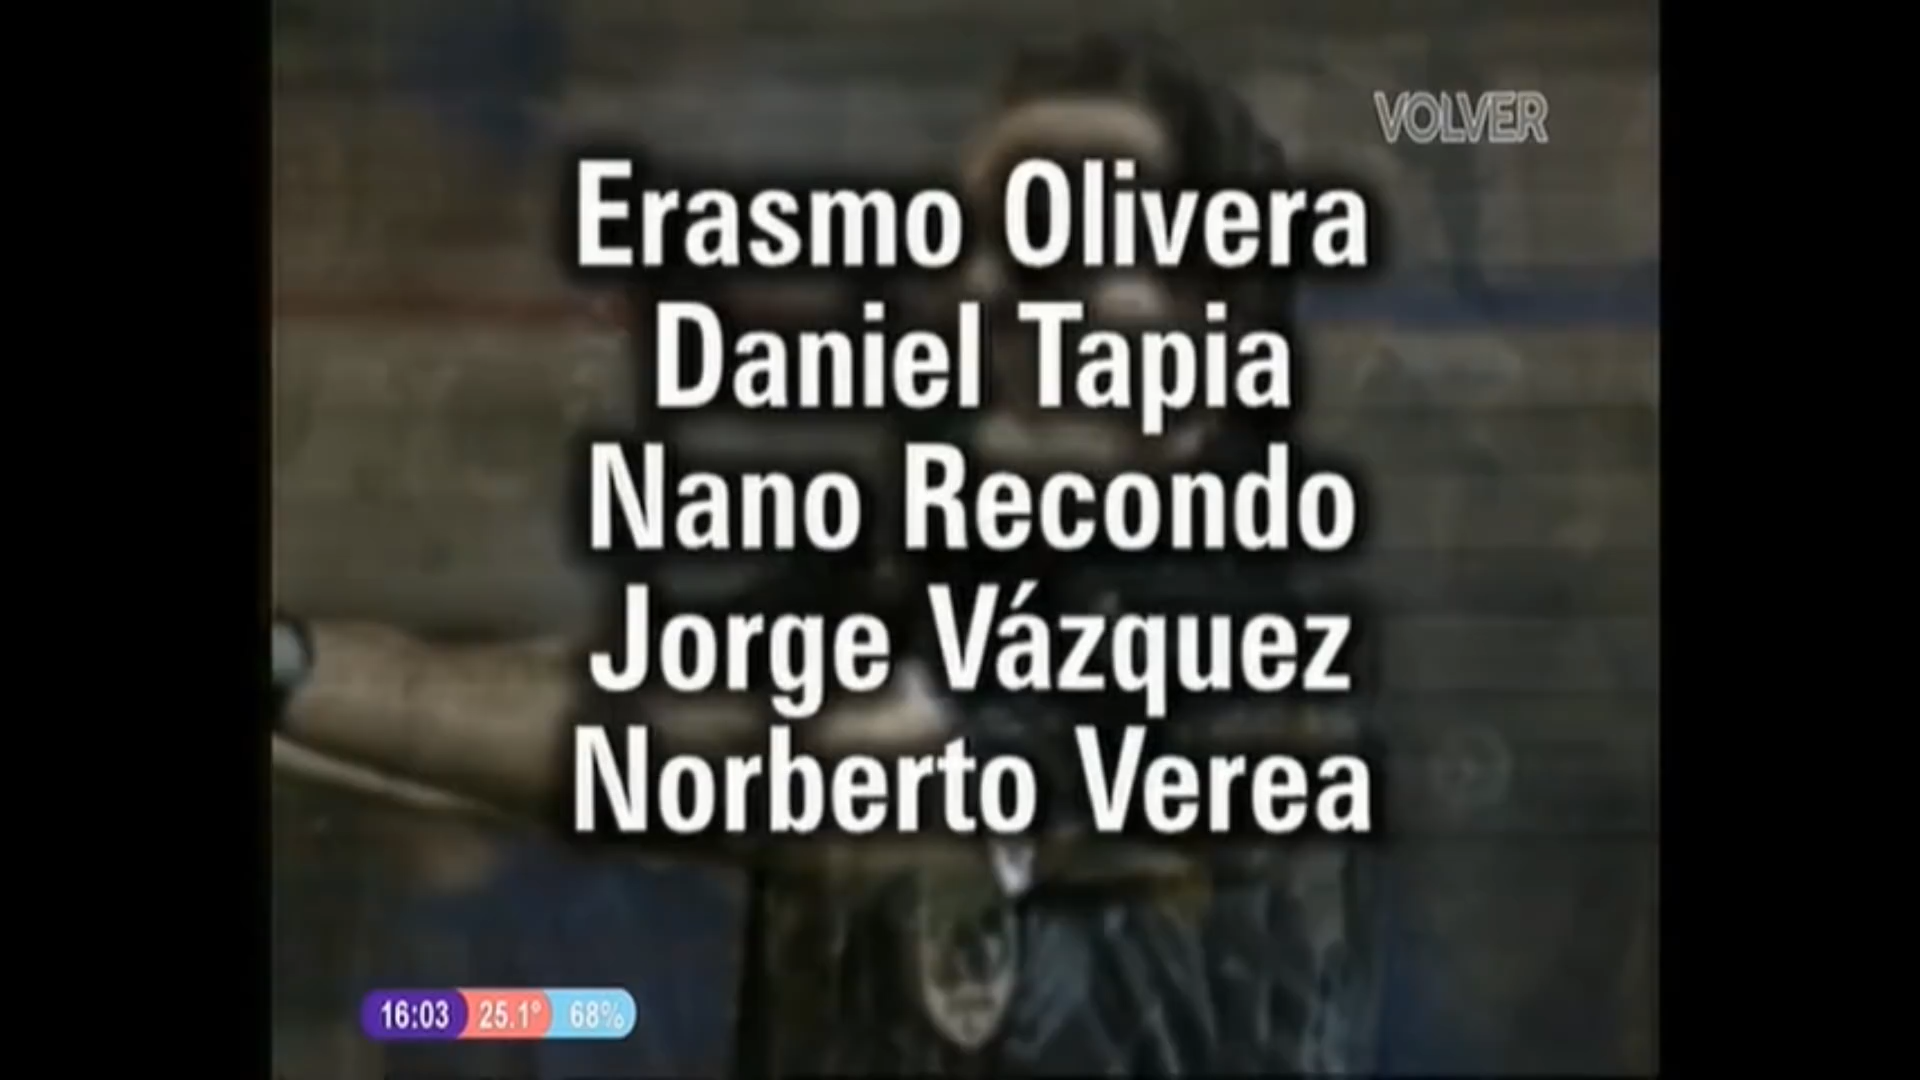 VOLVER
Erasmo Olivera
Daniel Tapia
Nano Recondo
Jorge Vázquez
Norberto Verea
16:03 25.1° 68%